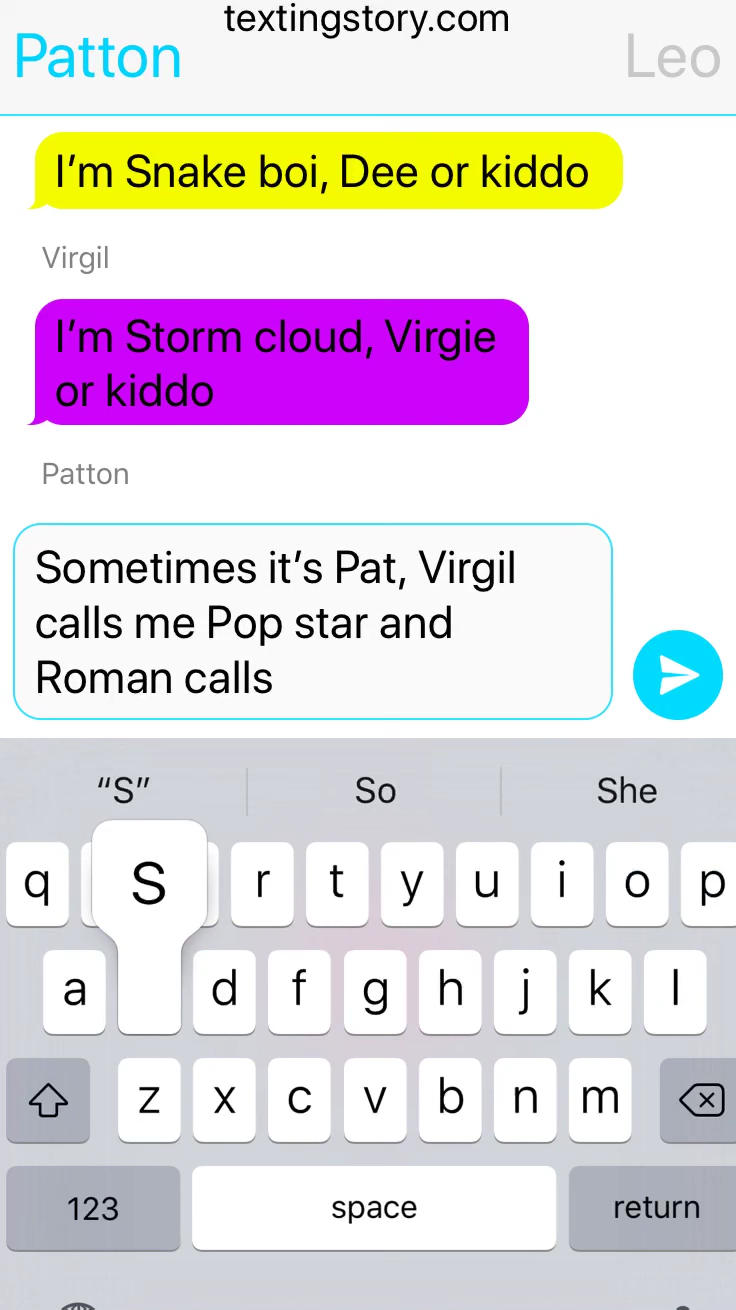 textingstory.com
Patton Leo
I’m Snake boi, Dee or kiddo
Virgil
I’m Storm cloud, Virgie
or kiddo
Patton
Sometimes it’s Pat, Virgil
calls me Pop star and
Roman calls
“S” So She
q S r t y u i o p
a d f g h j k l
z x c v b n m
123 space return